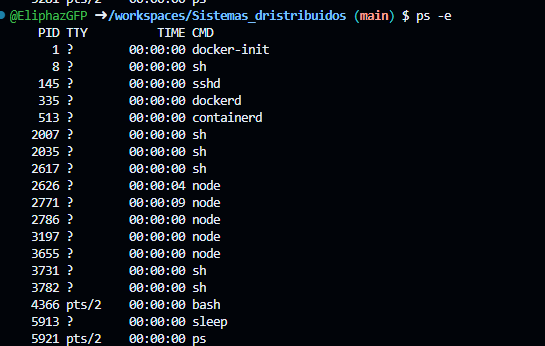 5281 pts/2    00:00:00 ps
@EliphazGFP ➜/workspaces/Sistemas_dristribuidos (main) $ ps -e
PID TTY          TIME CMD
1 ?        00:00:00 docker-init
8 ?        00:00:00 sh
145 ?        00:00:00 sshd
335 ?        00:00:00 dockerd
513 ?        00:00:00 containerd
2007 ?        00:00:00 sh
2035 ?        00:00:00 sh
2617 ?        00:00:00 sh
2626 ?        00:00:04 node
2771 ?        00:00:09 node
2786 ?        00:00:00 node
3197 ?        00:00:00 node
3655 ?        00:00:00 node
3731 ?        00:00:00 sh
3782 ?        00:00:00 sh
4366 pts/2    00:00:00 bash
5913 ?        00:00:00 sleep
5921 pts/2    00:00:00 ps